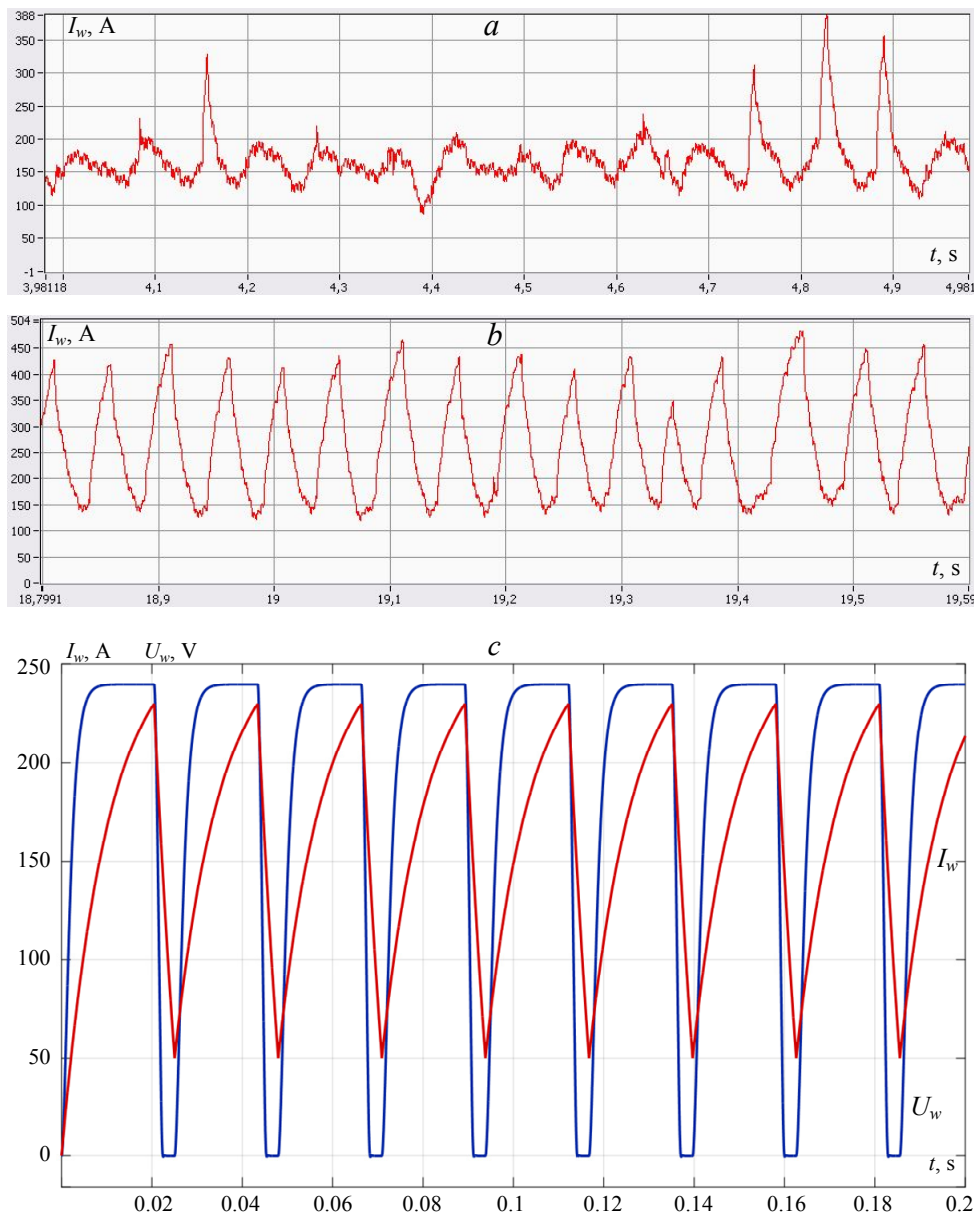 388
I_w, A
a
350
300
250
200
150
100
50
-1
t, s
3,98118 4,1 4,2 4,3 4,4 4,5 4,6 4,7 4,8 4,9 4,981
504
I_w, A
b
450
400
350
300
250
200
150
100
50
0
t, s
18,7991 18,9 19 19,1 19,2 19,3 19,4 19,5 19,59
I_w, A U_w, V
c
250
200
150
I_w
100
50
U_w
0
t, s
0.02 0.04 0.06 0.08 0.1 0.12 0.14 0.16 0.18 0.2